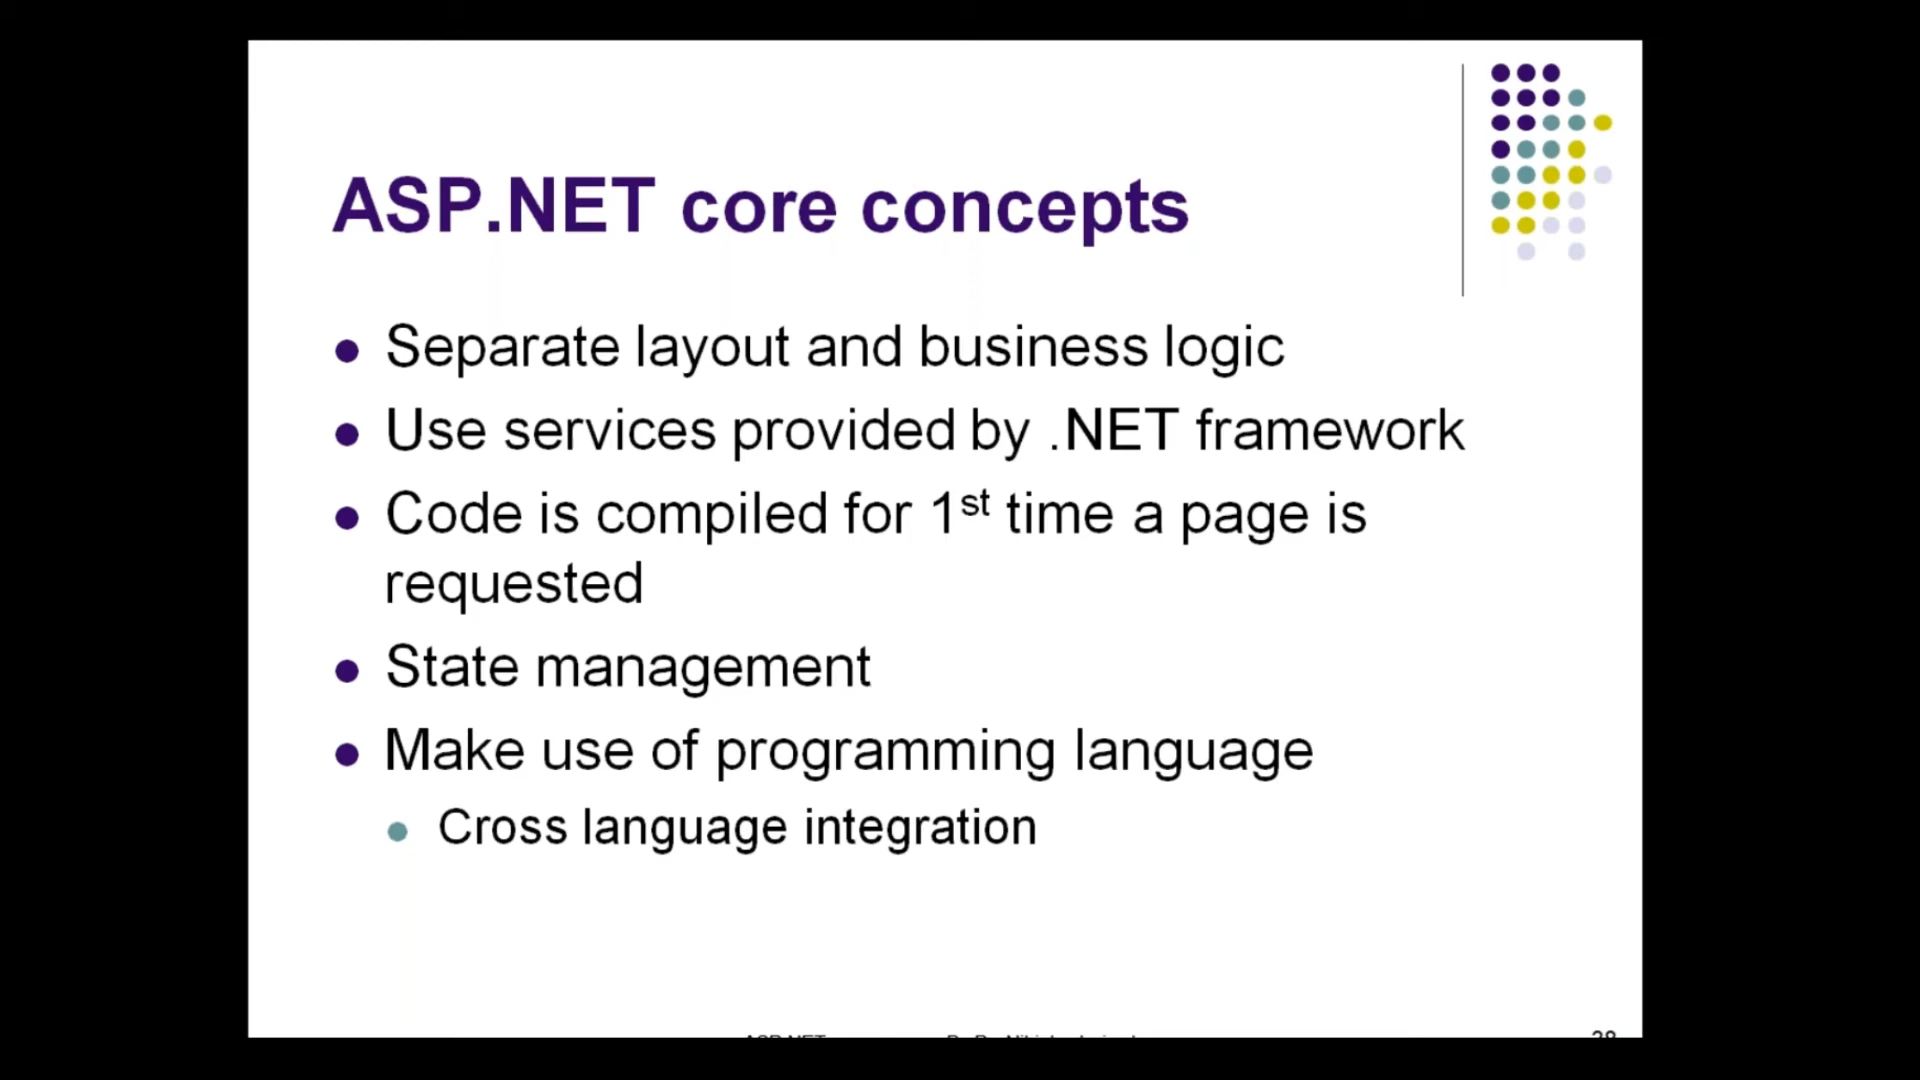 ASP.NET core concepts
Separate layout and business logic
Use services provided by .NET framework
Code is compiled for 1st time a page is
requested
State management
Make use of programming language
Cross language integration